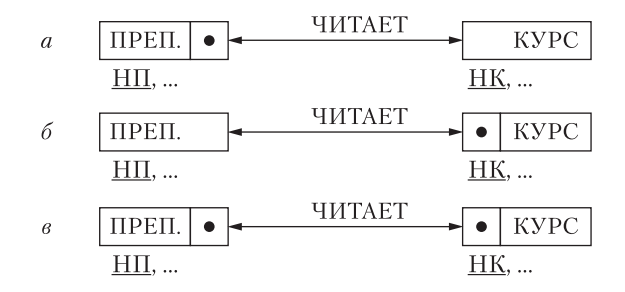 а ПРЕП. ЧИТАЕТ КУРС
НП, ... НК, ...
б ПРЕП. ЧИТАЕТ КУРС
НП, ... НК, ...
в ПРЕП. ЧИТАЕТ КУРС
НП, ... НК, ...